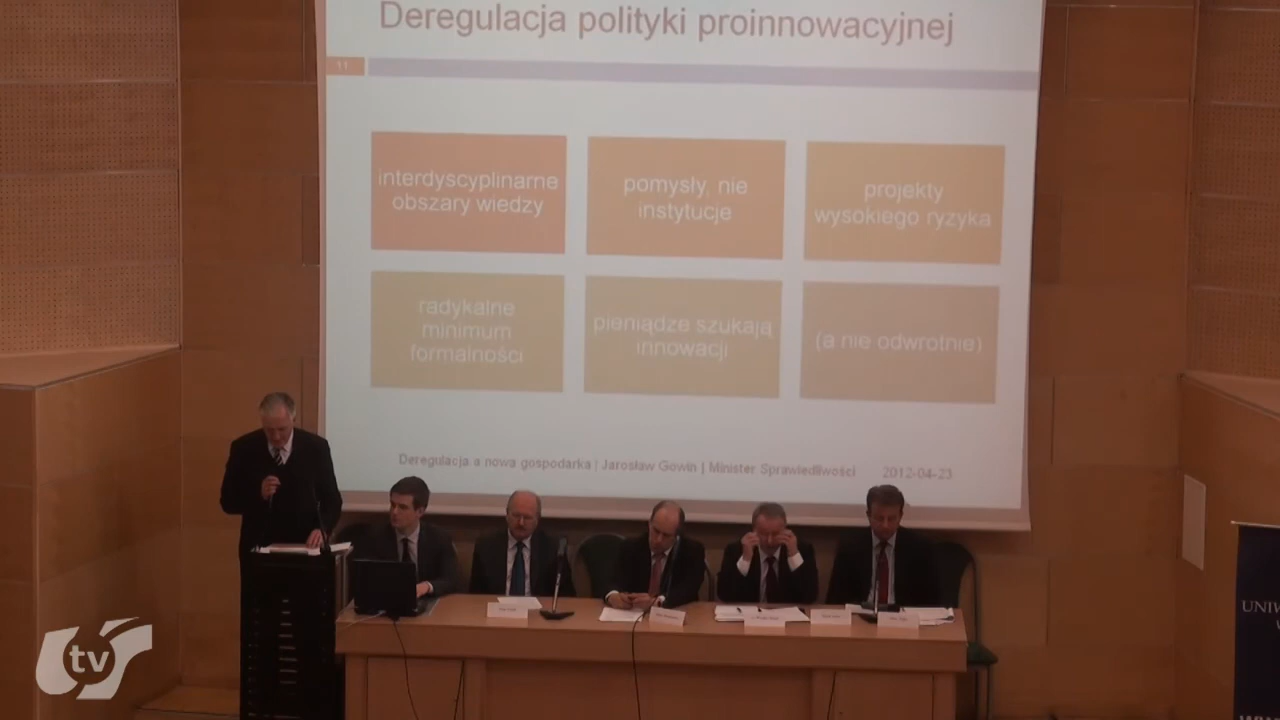 Deregulacja polityki proinnowacyjnej
11
interdyscyplinarne
obszary wiedzy
pomysły, nie
instytucje
projekty
wysokiego ryzyka
radykalne
minimum
formalności
pieniądze szukają
innowacji
(a nie odwrotnie)
Deregulacja a nowa gospodarka | Jarosław Gowin | Minister Sprawiedliwości 2012-04-23
tv